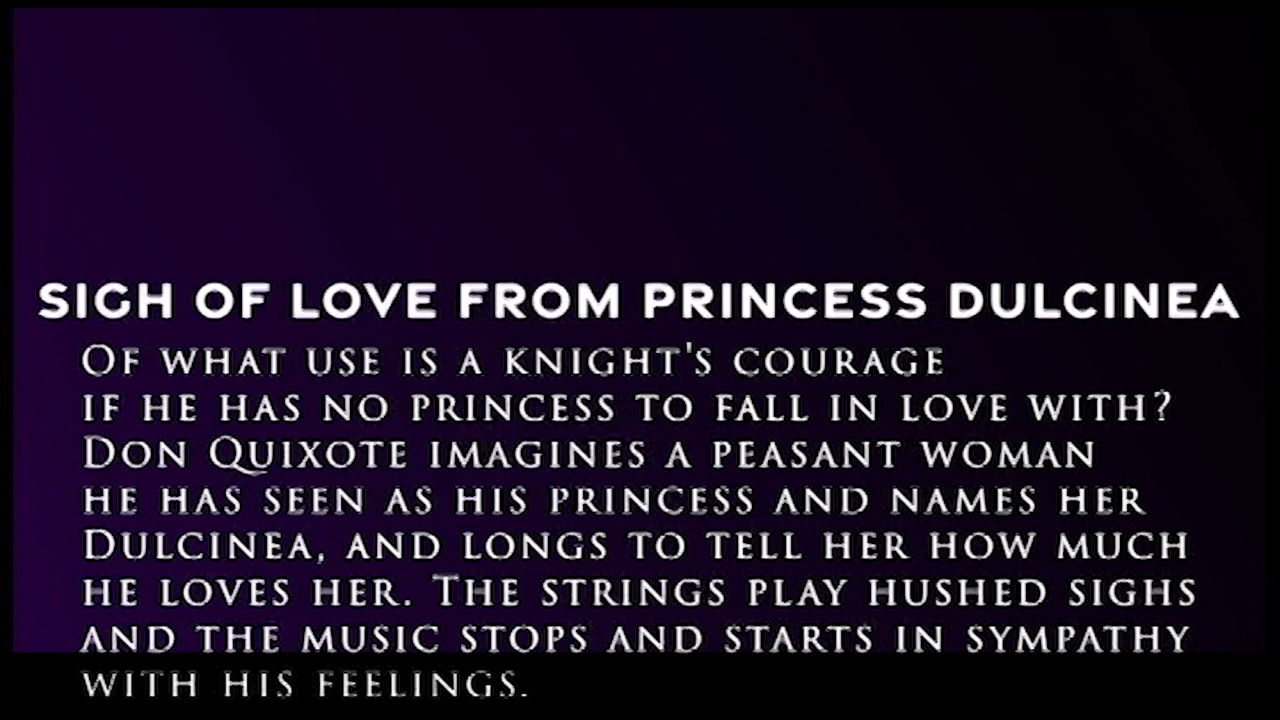 SIGH OF LOVE FROM PRINCESS DULCINEA
OF WHAT USE IS A KNIGHT'S COURAGE
IF HE HAS NO PRINCESS TO FALL IN LOVE WITH?
DON QUIXOTE IMAGINES A PEASANT WOMAN
HE HAS SEEN AS HIS PRINCESS AND NAMES HER
DULCINEA, AND LONGS TO TELL HER HOW MUCH
HE LOVES HER. THE STRINGS PLAY HUSHED SIGHS
AND THE MUSIC STOPS AND STARTS IN SYMPATHY
WITH HIS FEELINGS.